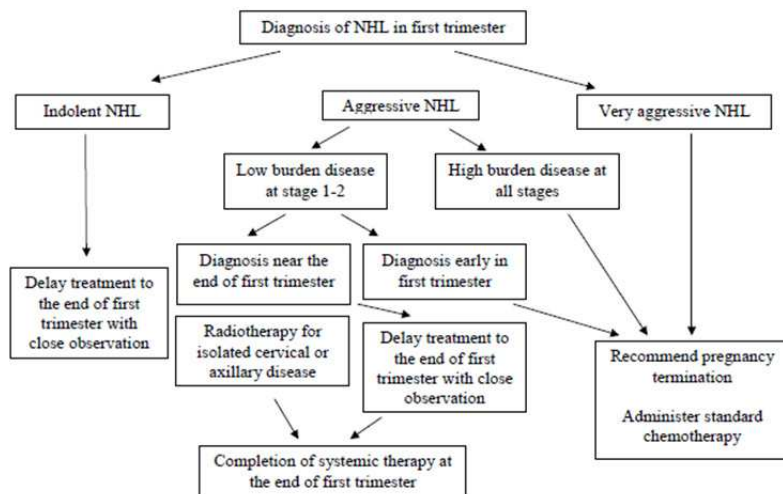 Diagnosis of NHL in first trimester
Indolent NHL
Aggressive NHL
Very aggressive NHL
Low burden disease
at stage 1-2
High burden disease at
all stages
Diagnosis near the
end of first trimester
Diagnosis early in
first trimester
Delay treatment to
the end of first
trimester with
close observation
Radiotherapy for
isolated cervical or
axillary disease
Delay treatment to
the end of first
trimester with close
observation
Recommend pregnancy
termination
Administer standard
chemotherapy
Completion of systemic therapy at
the end of first trimester